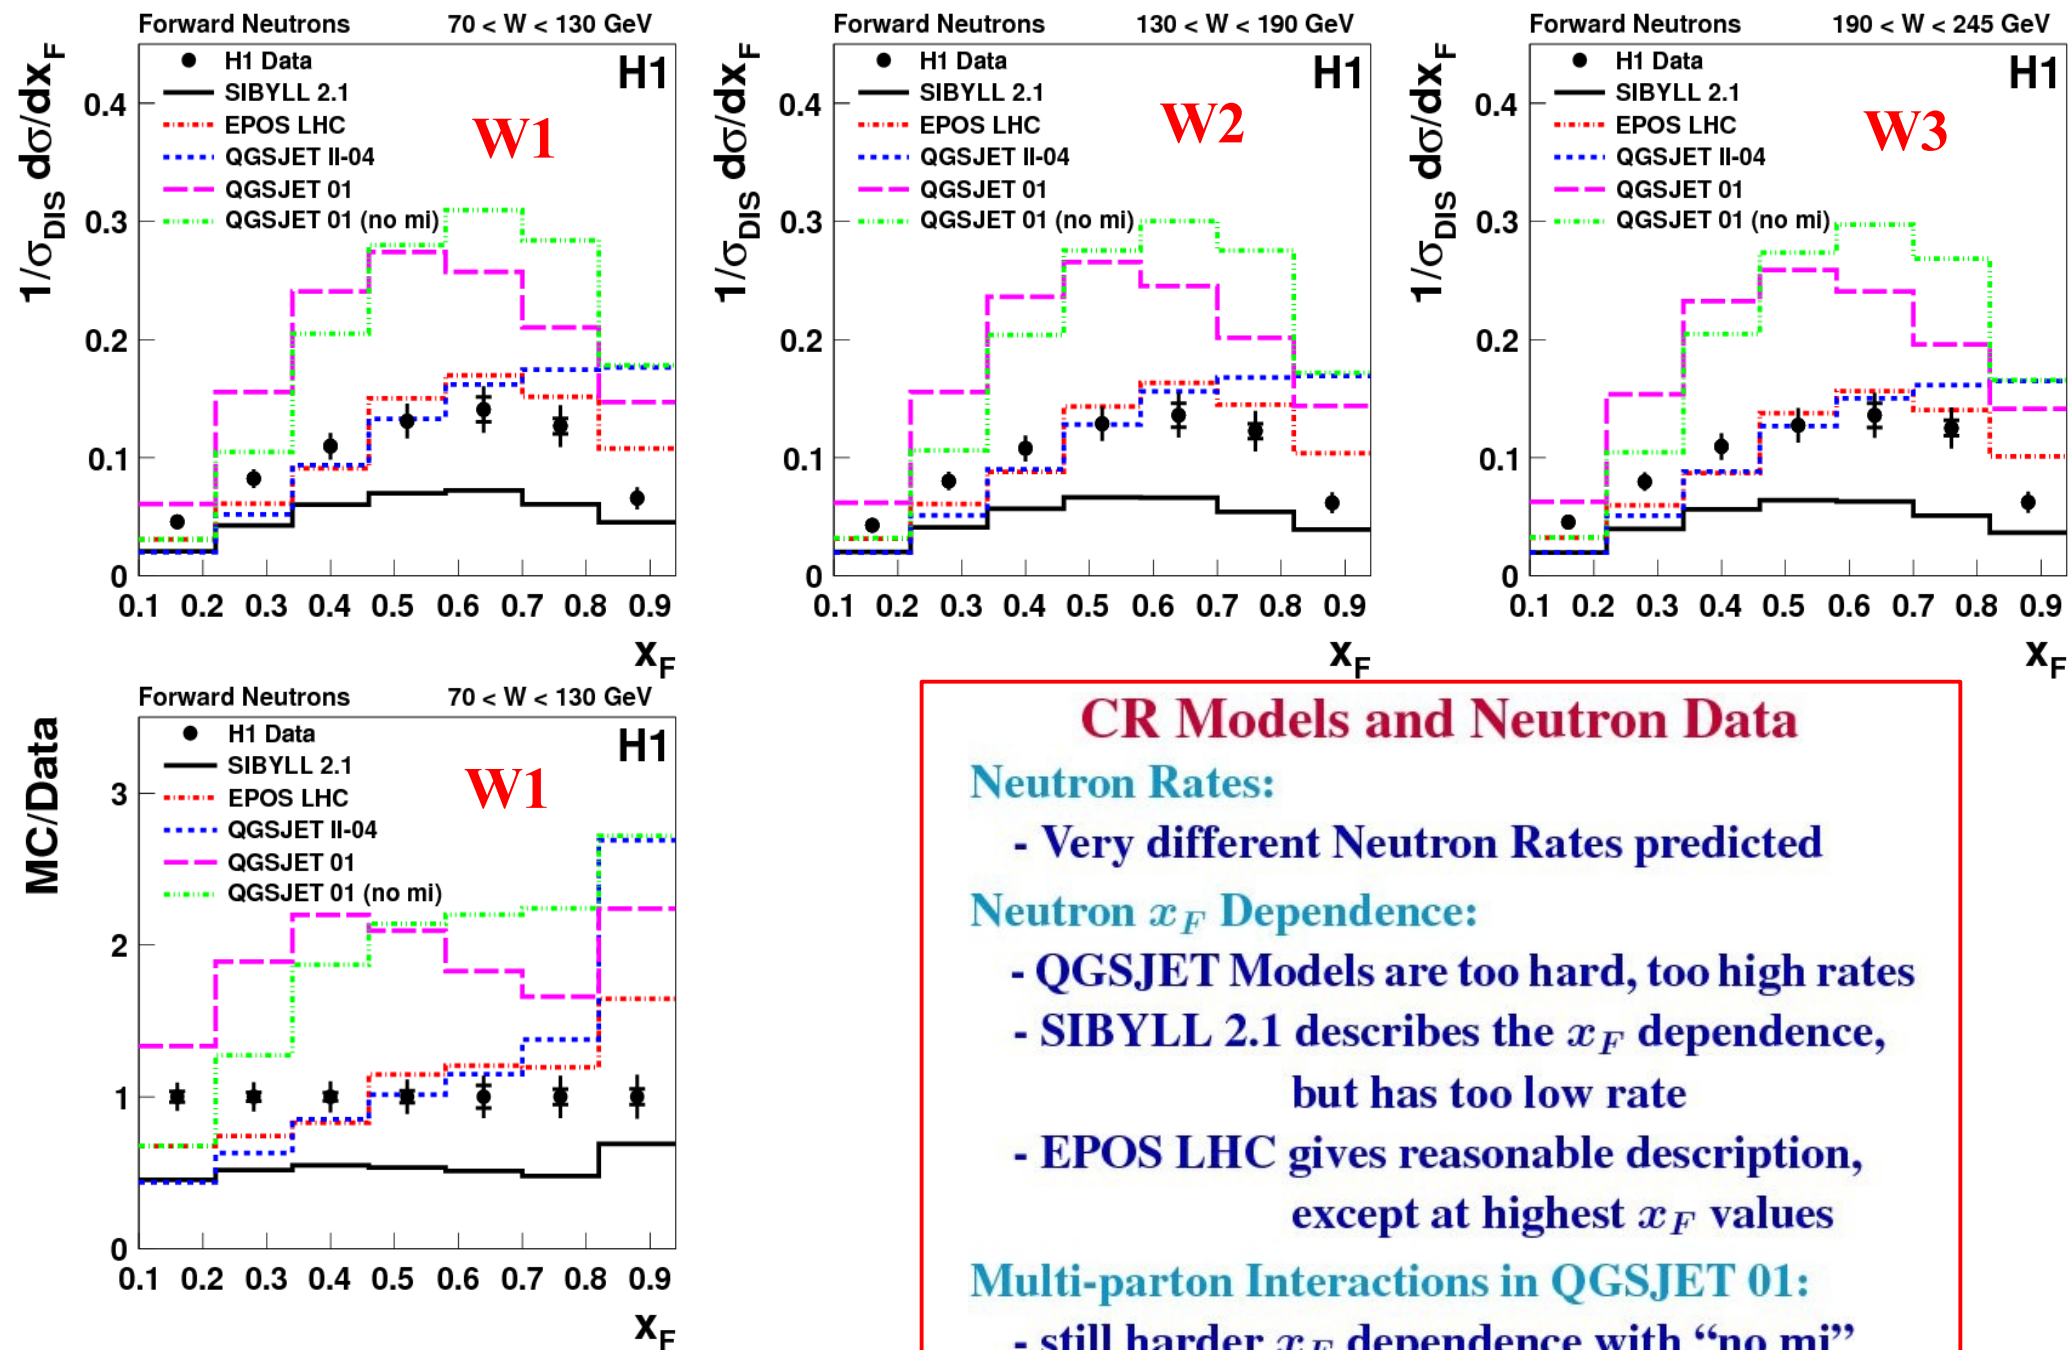 Forward Neutrons 70 < W < 130 GeV
H1 Data
SIBYLL 2.1
EPOS LHC
QGSJET II-04
QGSJET 01
QGSJET 01 (no mi)
H1
W1
1/σDIS dσ/dxF
0.4
0.3
0.2
0.1
0
0.1 0.2 0.3 0.4 0.5 0.6 0.7 0.8 0.9
xF
Forward Neutrons 130 < W < 190 GeV
H1 Data
SIBYLL 2.1
EPOS LHC
QGSJET II-04
QGSJET 01
QGSJET 01 (no mi)
H1
W2
1/σDIS dσ/dxF
0.4
0.3
0.2
0.1
0
0.1 0.2 0.3 0.4 0.5 0.6 0.7 0.8 0.9
xF
Forward Neutrons 190 < W < 245 GeV
H1 Data
SIBYLL 2.1
EPOS LHC
QGSJET II-04
QGSJET 01
QGSJET 01 (no mi)
H1
W3
1/σDIS dσ/dxF
0.4
0.3
0.2
0.1
0
0.1 0.2 0.3 0.4 0.5 0.6 0.7 0.8 0.9
xF
Forward Neutrons 70 < W < 130 GeV
H1 Data
SIBYLL 2.1
EPOS LHC
QGSJET II-04
QGSJET 01
QGSJET 01 (no mi)
H1
W1
MC/Data
3
2
1
0
0.1 0.2 0.3 0.4 0.5 0.6 0.7 0.8 0.9
xF
CR Models and Neutron Data
Neutron Rates:
- Very different Neutron Rates predicted
Neutron xF Dependence:
- QGSJET Models are too hard, too high rates
- SIBYLL 2.1 describes the xF dependence,
but has too low rate
- EPOS LHC gives reasonable description,
except at highest xF values
Multi-parton Interactions in QGSJET 01:
- still harder xF dependence with “no mi”